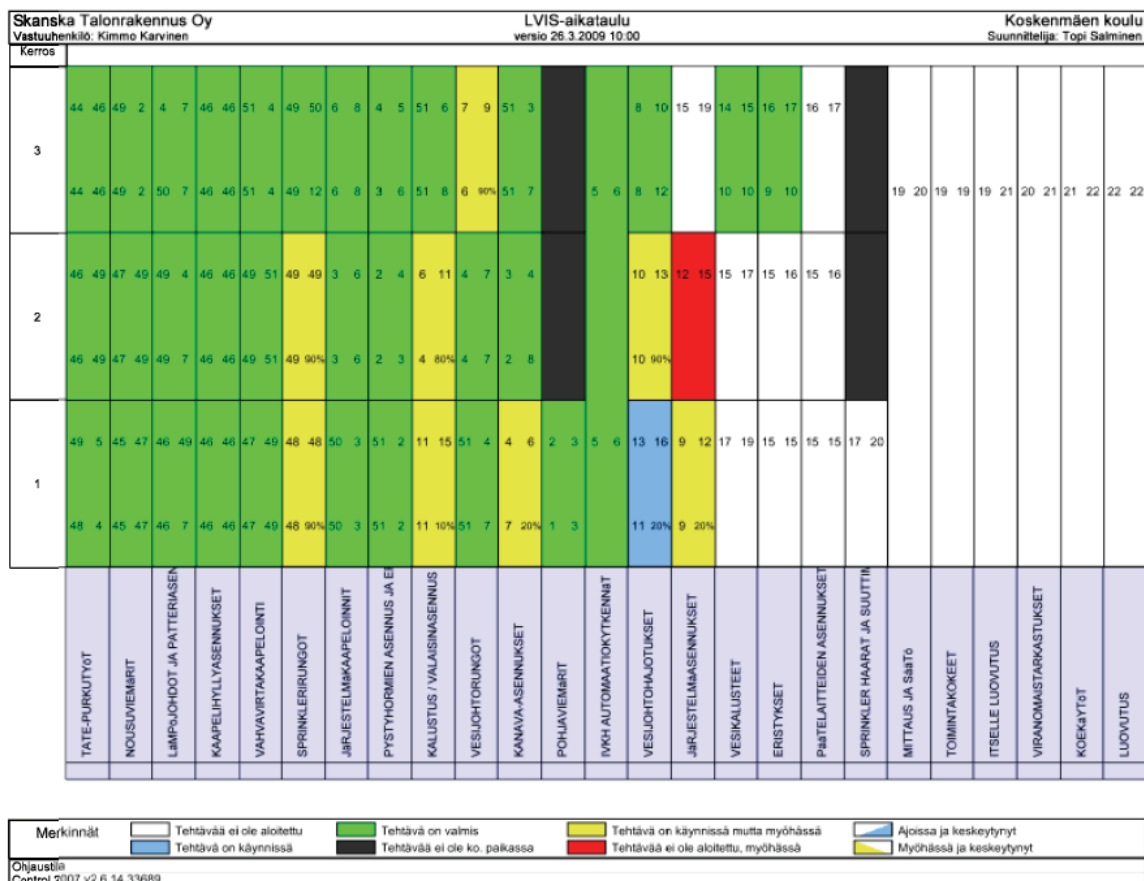 Skanska Talonrakennus Oy LVIS-aikataulu Koskenmäen koulu
Vastuuhenkilö: Kimmo Karvinen versio 26.3.2009 10:00 Suunnittelija: Topi Salminen
Kerros
44 46 49 2 4 7 46 46 51 4 49 50 6 8 4 5 51 6 7 9 51 3 8 10 15 19 14 15 16 17 16 17
3
44 46 49 2 50 7 46 46 51 4 49 12 6 8 3 6 51 8 6 90% 51 7 5 6 8 12 10 10 9 10 19 20 19 19 19 21 20 21 21 22 22 22
46 49 47 49 49 4 46 46 49 51 49 49 3 6 2 4 6 11 4 7 3 4 10 13 12 15 15 17 15 16 15 16
2
46 49 47 49 49 7 46 46 49 51 49 90% 3 6 2 3 4 80% 4 7 2 8 10 90%
49 5 45 47 46 49 46 46 47 49 48 48 50 3 51 2 11 15 51 4 4 6 2 3 5 6 13 16 9 12 17 19 15 15 15 15 17 20
1
48 4 45 47 46 7 46 46 47 49 48 90% 50 3 51 2 11 10% 51 7 7 20% 1 3 11 20% 9 20%
TATE-PURKUTYöT
NOUSUVIEMäRIT
LäMPöJOHDOT JA PATTERIASEN
KAAPELIHYLLYASENNUKSET
VAHVAVIRTAKAAPELOINTI
SPRINKLERIRUNGOT
JäRJESTELMäKAAPELOINNIT
PYSTYHORMIEN ASENNUS JA
KALUSTUS / VALAISINASENNUS
VESIJOHTORUNGOT
KANAVA-ASENNUKSET
POHJAVIEMäRIT
IVKH AUTOMAATIOKYTKENNäT
VESIJOHTOHAJOTUKSET
JäRJESTELMäASENNUKSET
VESIKALUSTEET
ERISTYKSET
PääTELAITTEIDEN ASENNUKSET
SPRINKLER HAARAT JA SUUTTIM
MITTAUS JA SääTö
TOIMINTAKOKEET
ITSELLE LUOVUTUS
VIRANOMAISTARKASTUKSET
KOEKäYTöT
LUOVUTUS
Merkinnät Tehtävää ei ole aloitettu Tehtävä on valmis Tehtävä on käynnissä mutta myöhässä Ajoissa ja keskeytynyt
Tehtävä on käynnissä Tehtävää ei ole ko. paikassa Tehtävää ei ole aloitettu, myöhässä Myöhässä ja keskeytynyt
Ohjaustila
Control 2007 v2.6.14.33689